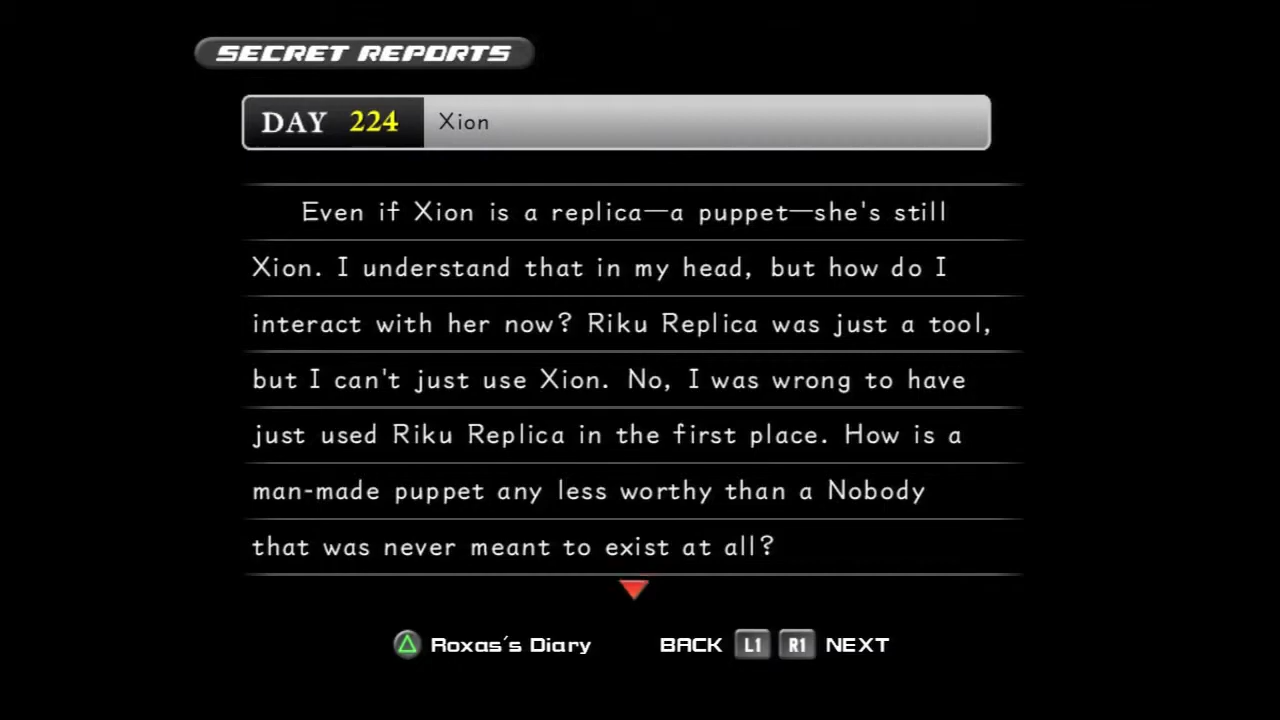 SECRET REPORTS
DAY 224 Xion
Even if Xion is a replica—a puppet—she's still
Xion. I understand that in my head, but how do I
interact with her now? Riku Replica was just a tool,
but I can't just use Xion. No, I was wrong to have
just used Riku Replica in the first place. How is a
man-made puppet any less worthy than a Nobody
that was never meant to exist at all?
Roxas's Diary BACK L1 R1 NEXT